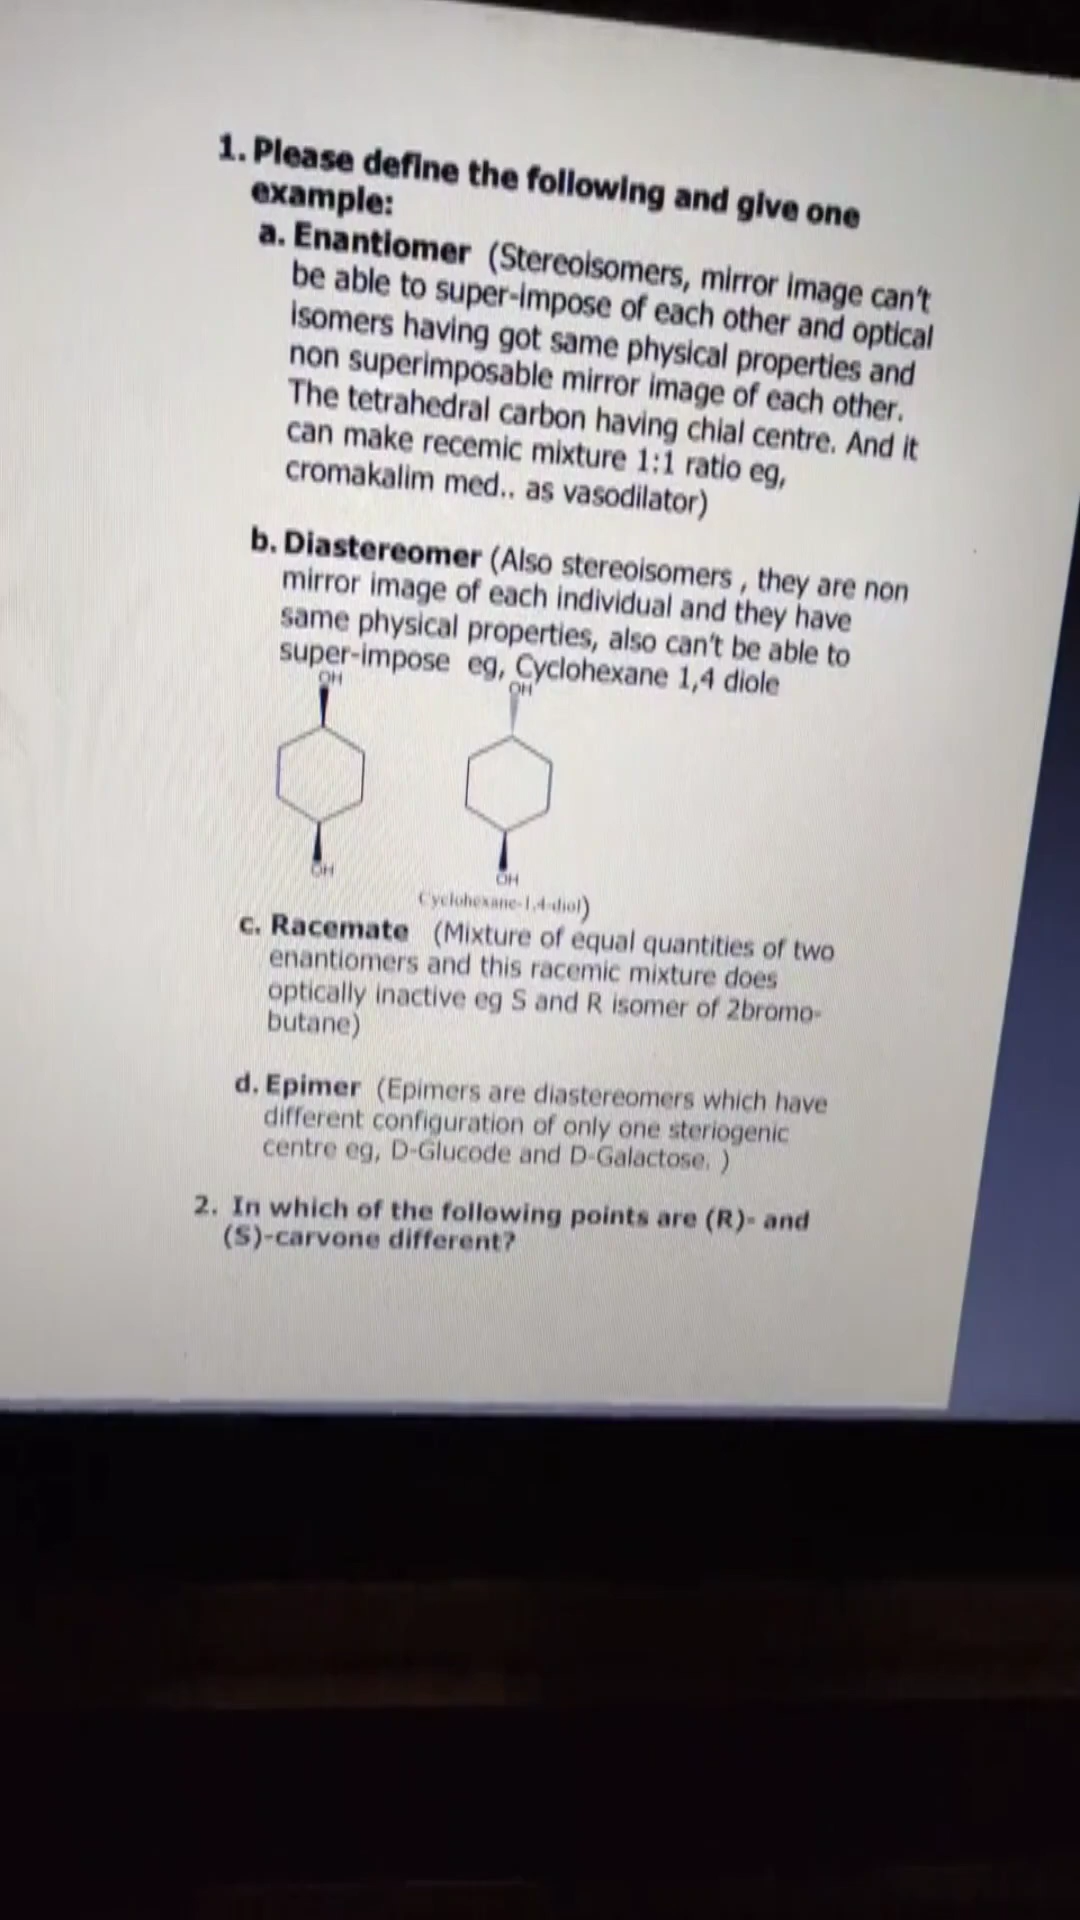 1. Please define the following and give one
example:
a. Enantiomer (Stereoisomers, mirror image can't
be able to super-impose of each other and optical
isomers having got same physical properties and
non superimposable mirror image of each other.
The tetrahedral carbon having chial centre. And it
can make recemic mixture 1:1 ratio eg,
cromakalim med.. as vasodilator)
b. Diastereomer (Also stereoisomers , they are non
mirror image of each individual and they have
same physical properties, also can't be able to
super-impose eg, Cyclohexane 1,4 diole
OH OH
OH OH
Cyclohexane-1,4-diol)
c. Racemate (Mixture of equal quantities of two
enantiomers and this racemic mixture does
optically inactive eg S and R isomer of 2bromo-
butane)
d. Epimer (Epimers are diastereomers which have
different configuration of only one steriogenic
centre eg, D-Glucode and D-Galactose. )
2. In which of the following points are (R)- and
(S)-carvone different?